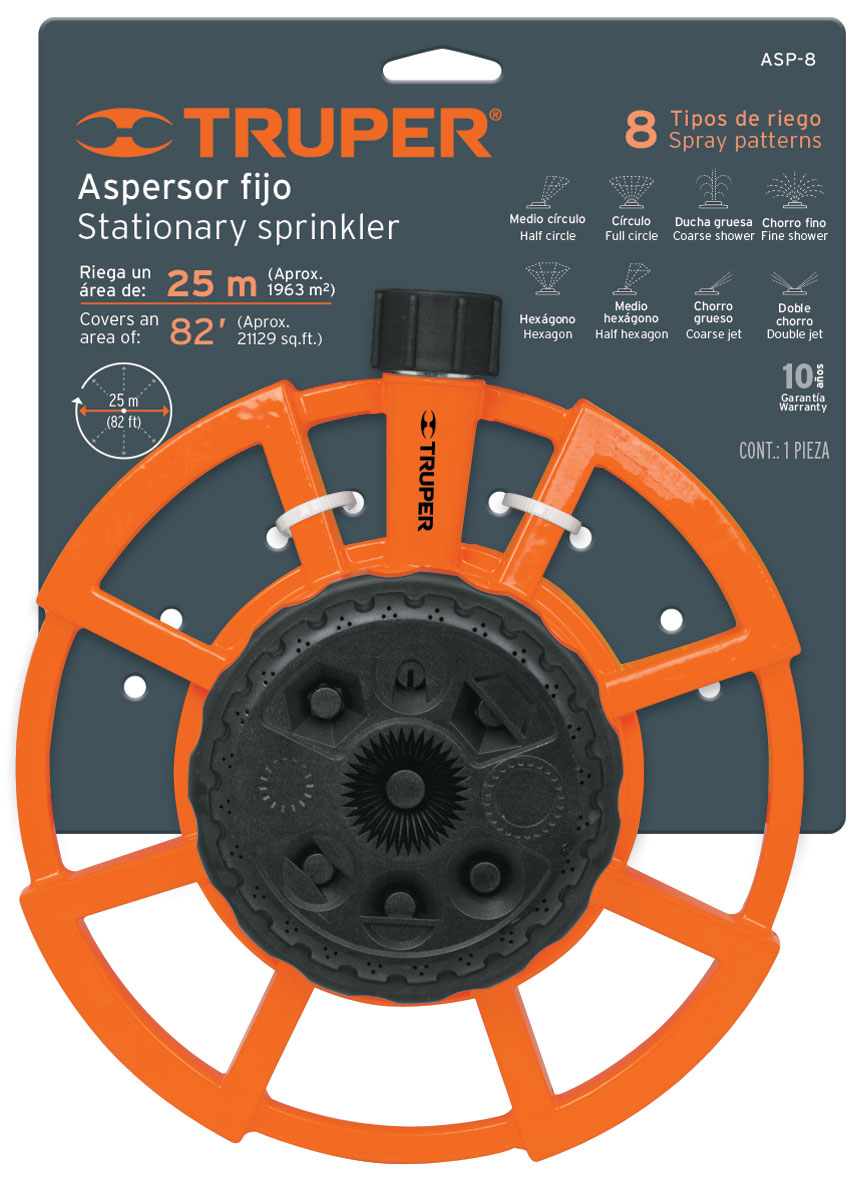 ASP-8
TRUPER®
8 Tipos de riego
Spray patterns
Aspersor fijo
Stationary sprinkler
Medio círculo
Half circle
Círculo
Full circle
Ducha gruesa
Coarse shower
Chorro fino
Fine shower
Riega un
área de: 25 m (Aprox.
1963 m²)
Covers an
area of: 82' (Aprox.
21129 sq.ft.)
Hexágono
Hexagon
Medio
hexágono
Half hexagon
Chorro
grueso
Coarse jet
Doble
chorro
Double jet
25 m
(82 ft)
10 años
Garantía
Warranty
CONT.: 1 PIEZA
TRUPER